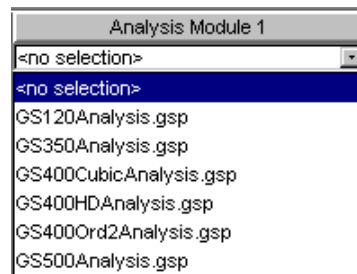 Analysis Module 1
<no selection>
<no selection>
GS120Analysis.gsp
GS350Analysis.gsp
GS400CubicAnalysis.gsp
GS400HDAnalysis.gsp
GS400Ord2Analysis.gsp
GS500Analysis.gsp